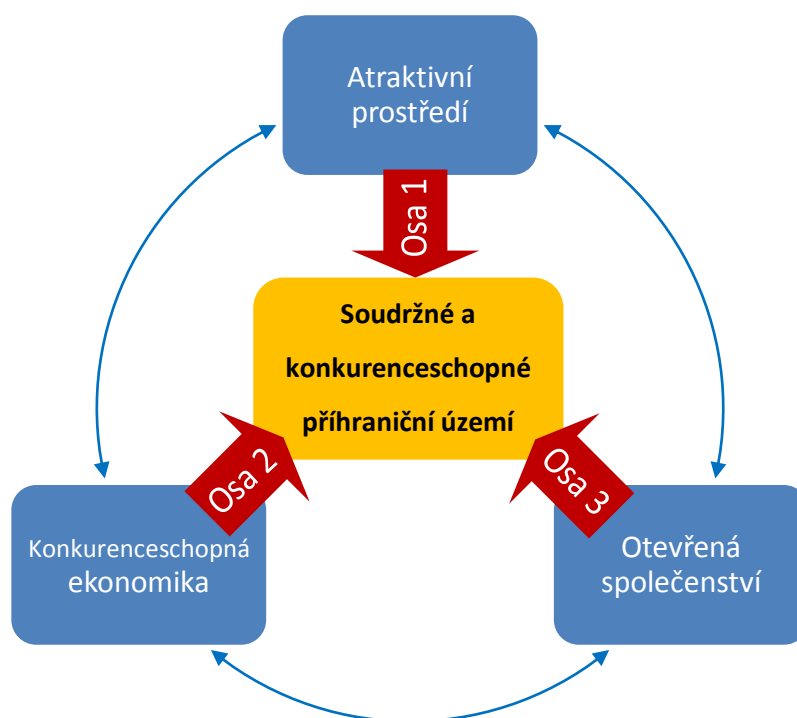 Atraktivní
prostředí
Osa 1
Soudržné a
konkurenceschopné
příhraniční území
Osa 2
Osa 3
Konkurenceschopná
ekonomika
Otevřená
společenství